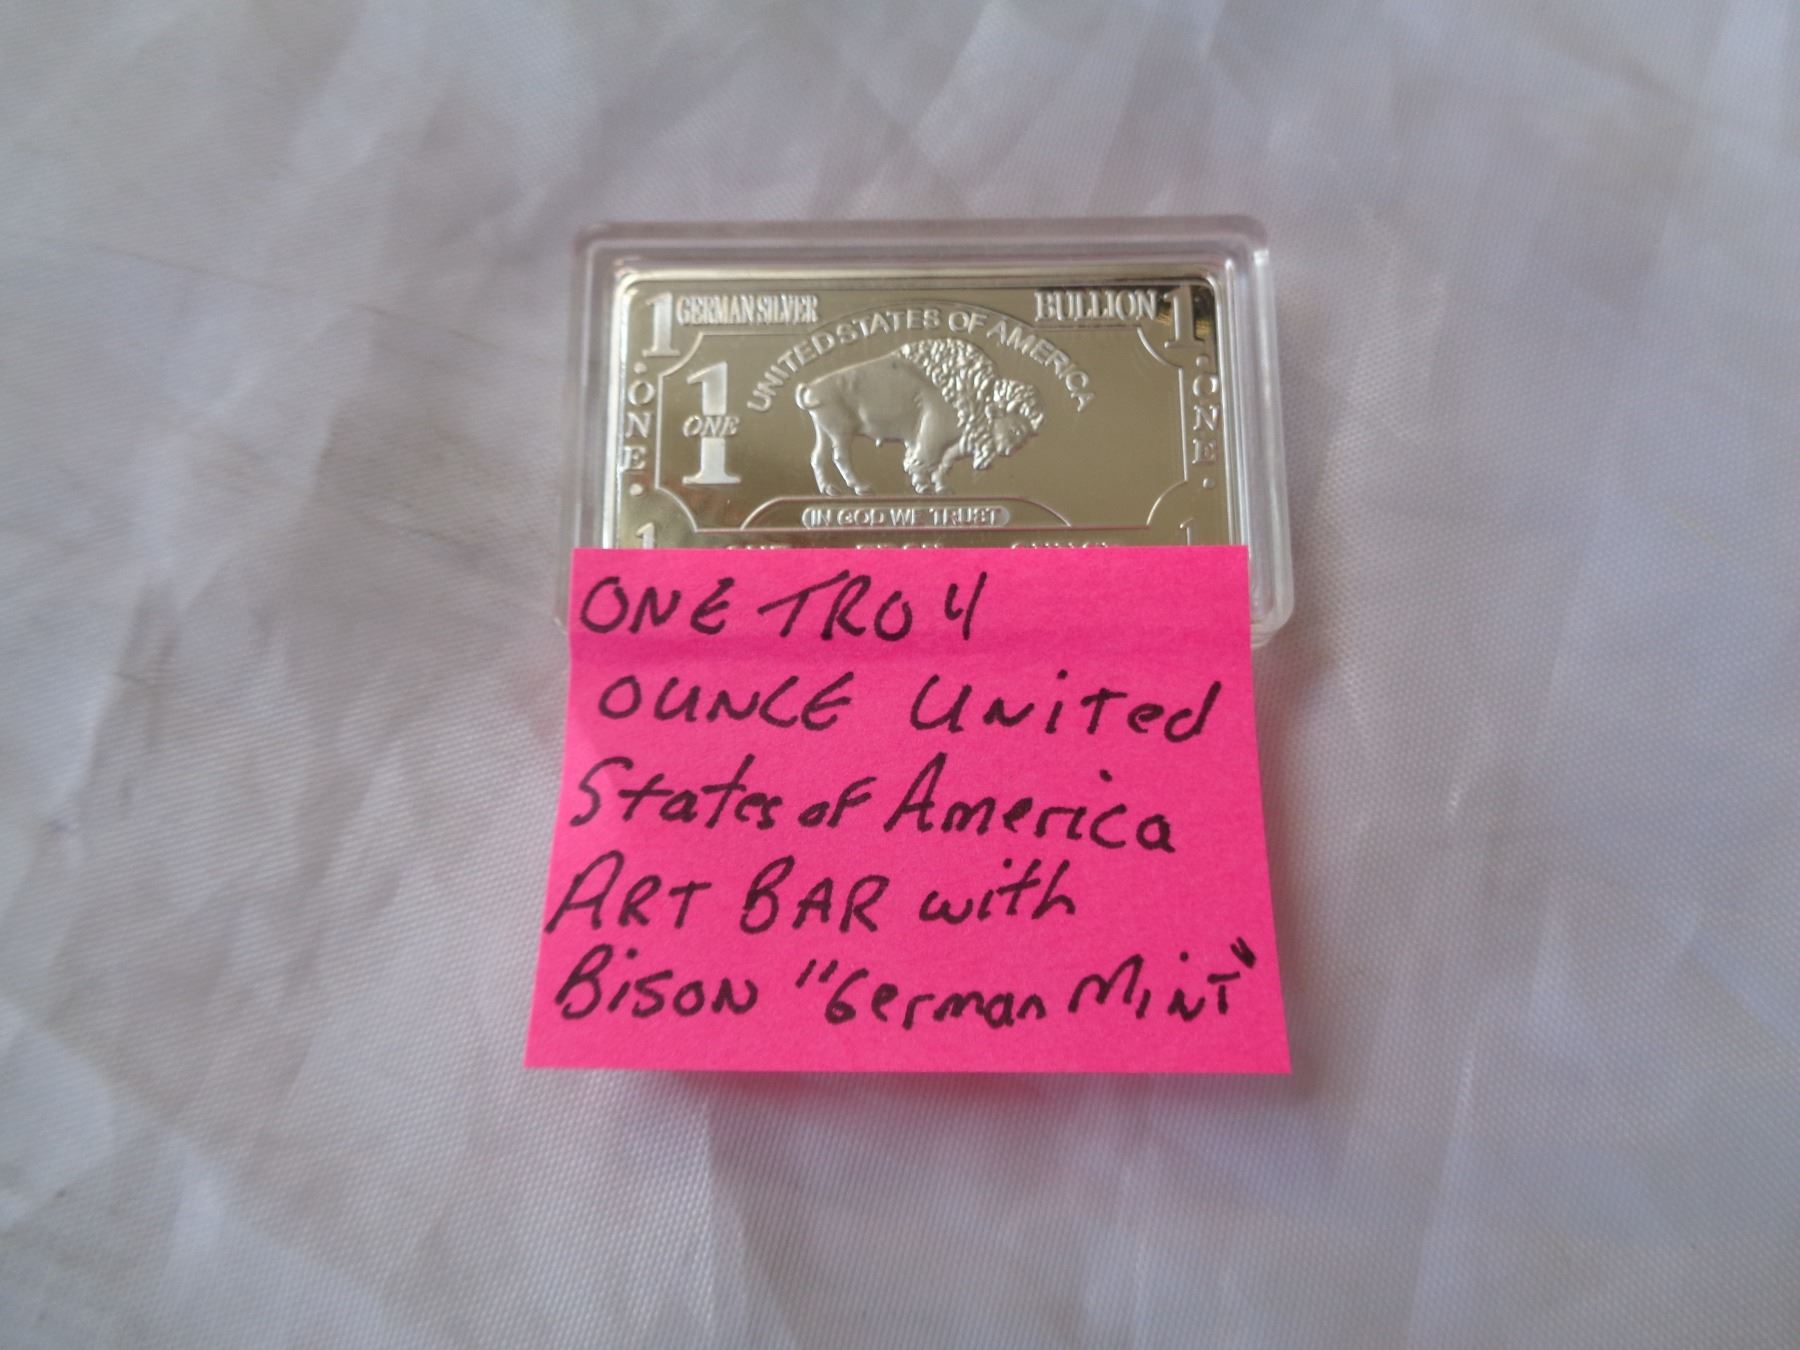 1 GERMAN SILVER BULLION 1
UNITED STATES OF AMERICA
·ONE·
1
ONE
·ONE·
IN GOD WE TRUST
1 1
ONE TROY
OUNCE United
States of America
ART BAR with
Bison "German Mint"